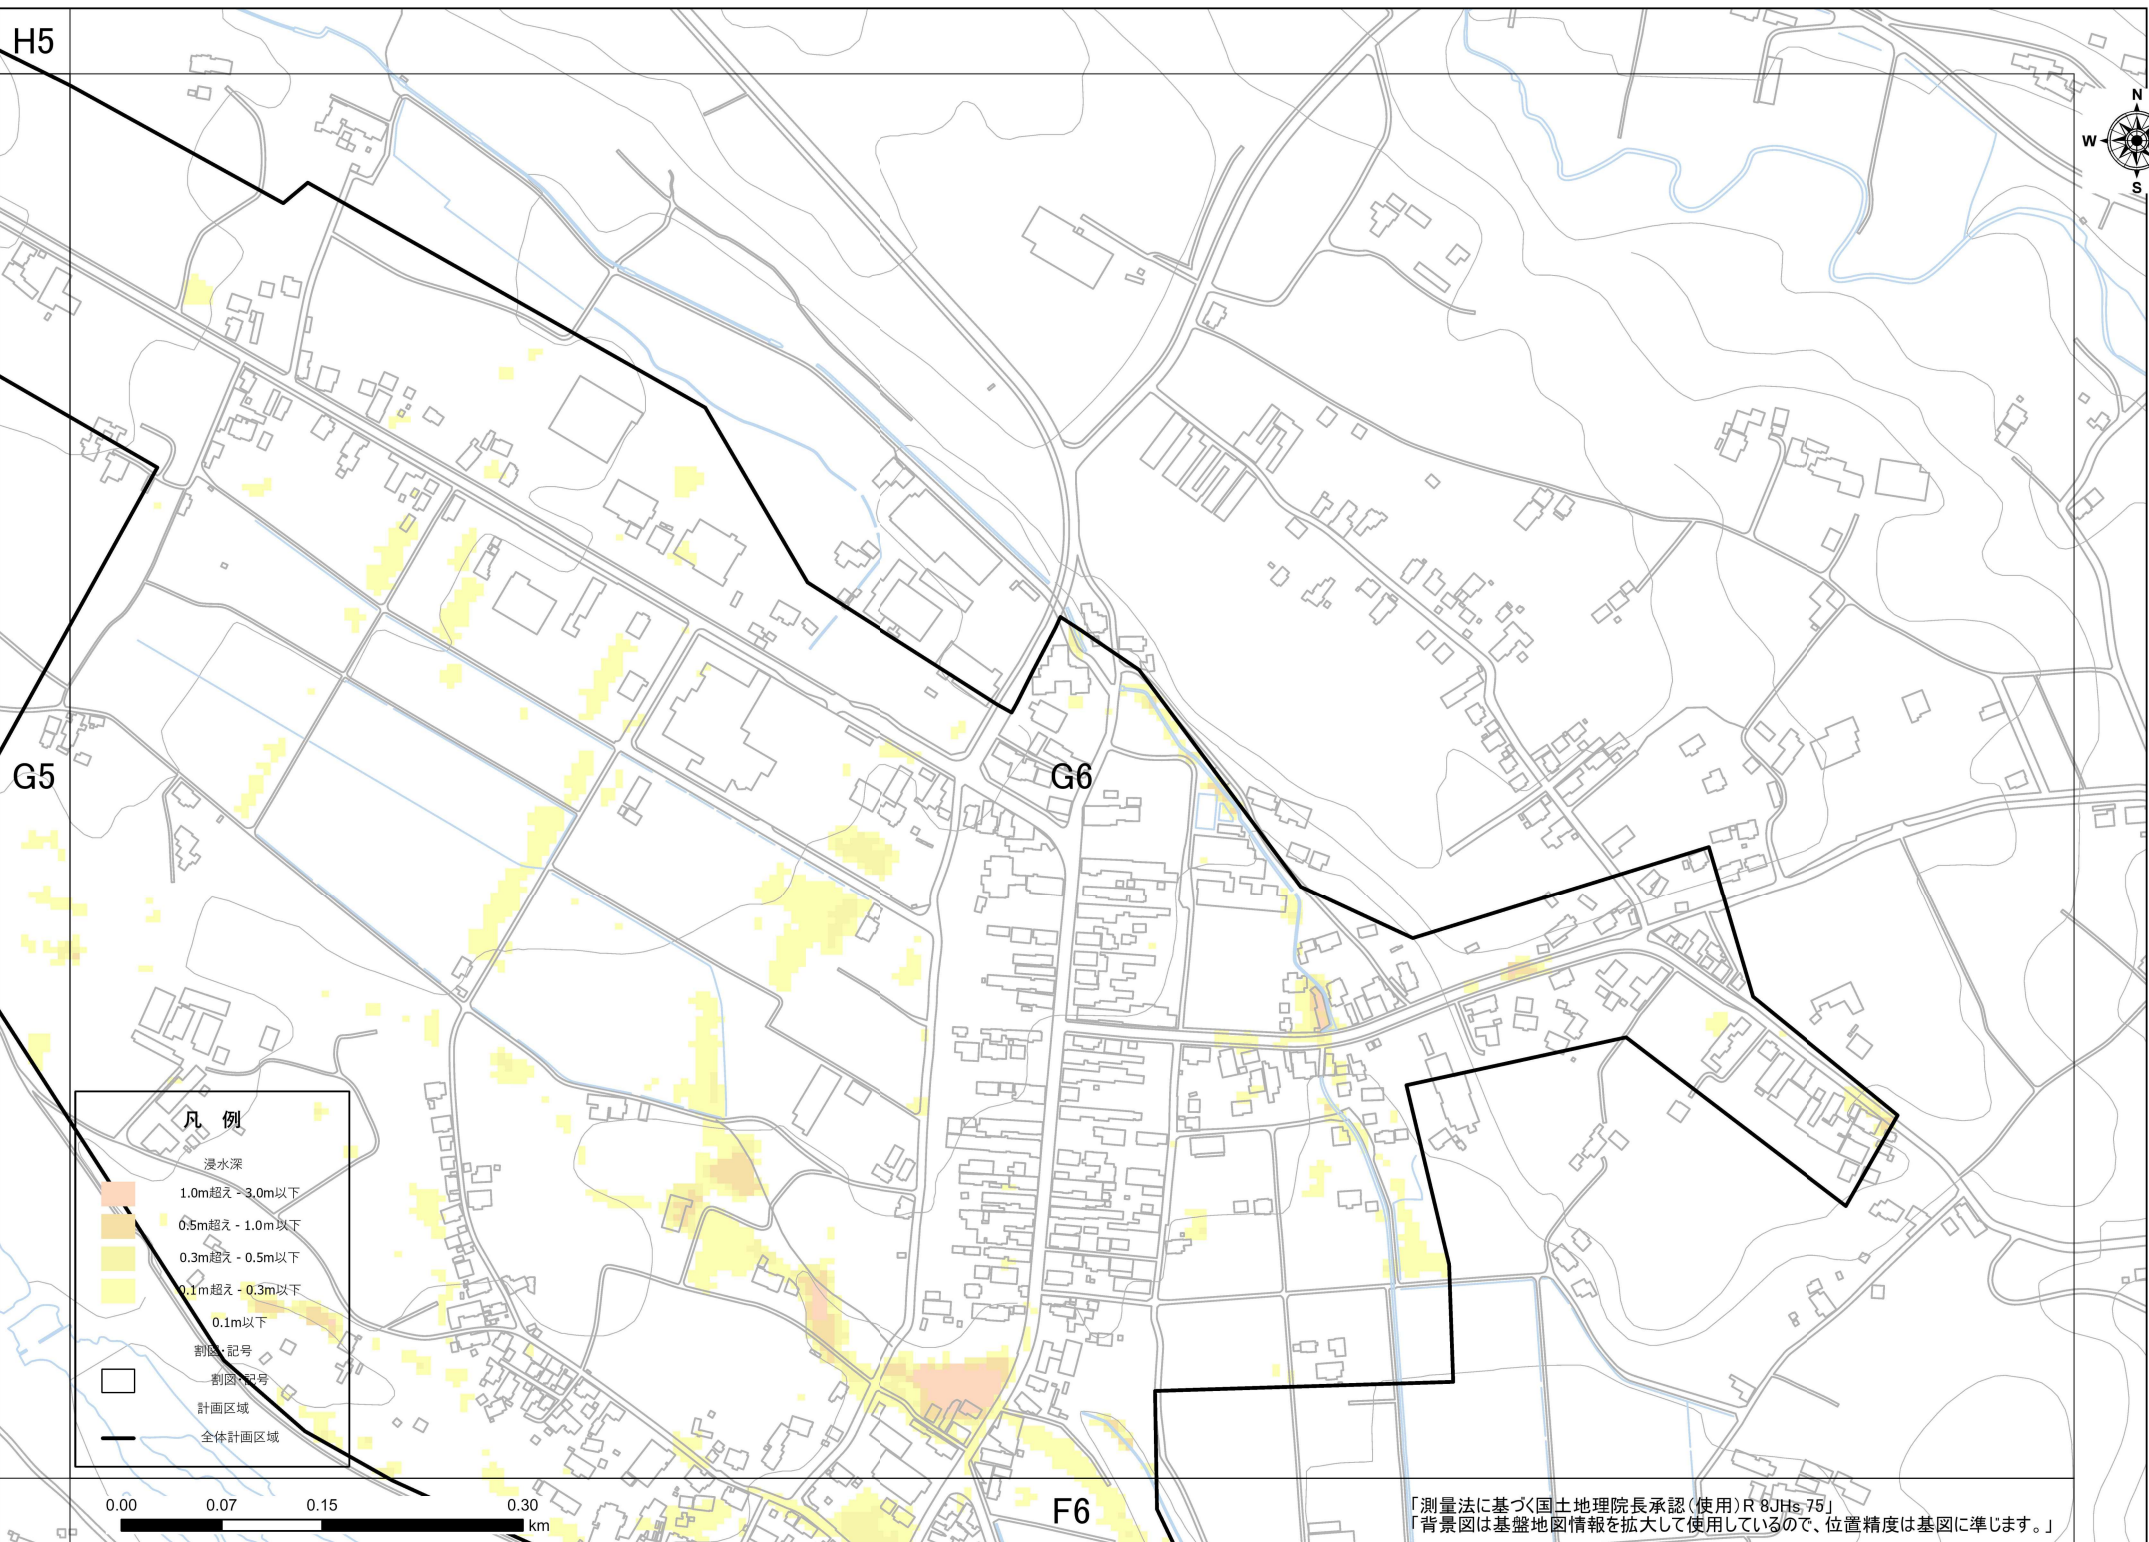 H5
N
W
S
G5
G6
凡 例
浸水深
1.0m超え - 3.0m以下
0.5m超え - 1.0m以下
0.3m超え - 0.5m以下
0.1m超え - 0.3m以下
0.1m以下
割図・記号
割図・記号
計画区域
全体計画区域
0.00 0.07 0.15 0.30
km
F6
「測量法に基づく国土地理院長承認(使用)R 8JHs 75」
「背景図は基盤地図情報を拡大して使用しているので、位置精度は基図に準じます。」